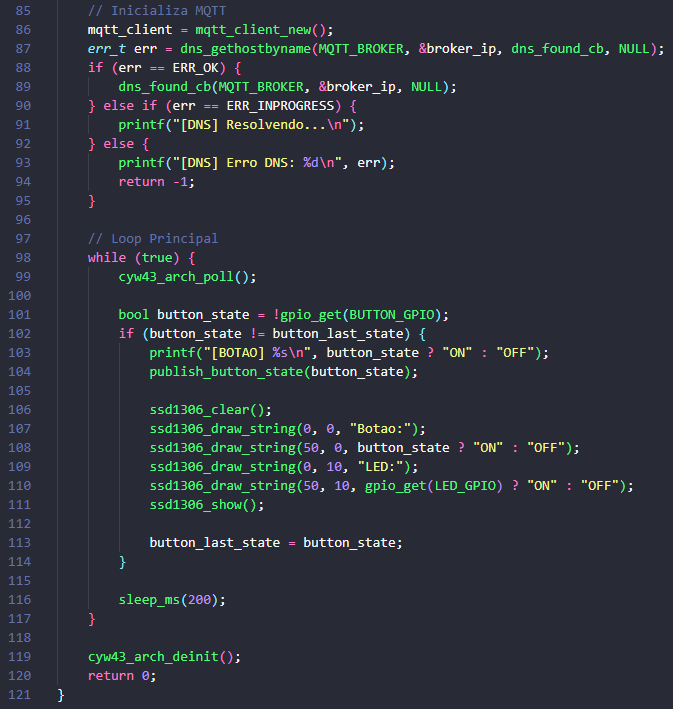 85 // Inicializa MQTT
86 mqtt_client = mqtt_client_new();
87 err_t err = dns_gethostbyname(MQTT_BROKER, &broker_ip, dns_found_cb, NULL);
88 if (err == ERR_OK) {
89 dns_found_cb(MQTT_BROKER, &broker_ip, NULL);
90 } else if (err == ERR_INPROGRESS) {
91 printf("[DNS] Resolvendo...\n");
92 } else {
93 printf("[DNS] Erro DNS: %d\n", err);
94 return -1;
95 }
96
97 // Loop Principal
98 while (true) {
99 cyw43_arch_poll();
100
101 bool button_state = !gpio_get(BUTTON_GPIO);
102 if (button_state != button_last_state) {
103 printf("[BOTAO] %s\n", button_state ? "ON" : "OFF");
104 publish_button_state(button_state);
105
106 ssd1306_clear();
107 ssd1306_draw_string(0, 0, "Botao:");
108 ssd1306_draw_string(50, 0, button_state ? "ON" : "OFF");
109 ssd1306_draw_string(0, 10, "LED:");
110 ssd1306_draw_string(50, 10, gpio_get(LED_GPIO) ? "ON" : "OFF");
111 ssd1306_show();
112
113 button_last_state = button_state;
114 }
115
116 sleep_ms(200);
117 }
118
119 cyw43_arch_deinit();
120 return 0;
121 }